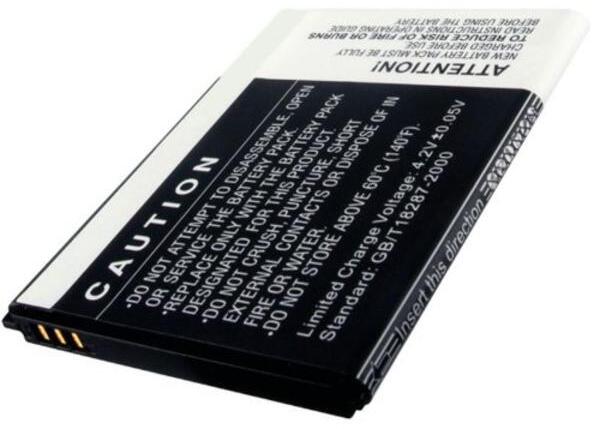 ATTENTION!
NEW BATTERY PACK MUST BE FULLY
CHARGED BEFORE USE
TO REDUCE RISK OF FIRE OR BURNS
READ INSTRUCTIONS IN OPERATING GUIDE
BEFORE USING THE BATTERY
CAUTION
•DO NOT ATTEMPT TO DISASSEMBLE, OPEN
OR SERVICE THE BATTERY PACK.
•REPLACE ONLY WITH THE BATTERY PACK
DESIGNATED FOR THIS PRODUCT.
•DO NOT CRUSH, PUNCTURE, SHORT
EXTERNAL CONTACTS OR DISPOSE OF IN
FIRE OR WATER.
•DO NOT STORE ABOVE 60°C (140°F).
Limited Charge Voltage: 4.2V±0.05V
Standard: GB/T18287-2000
Insert this direction